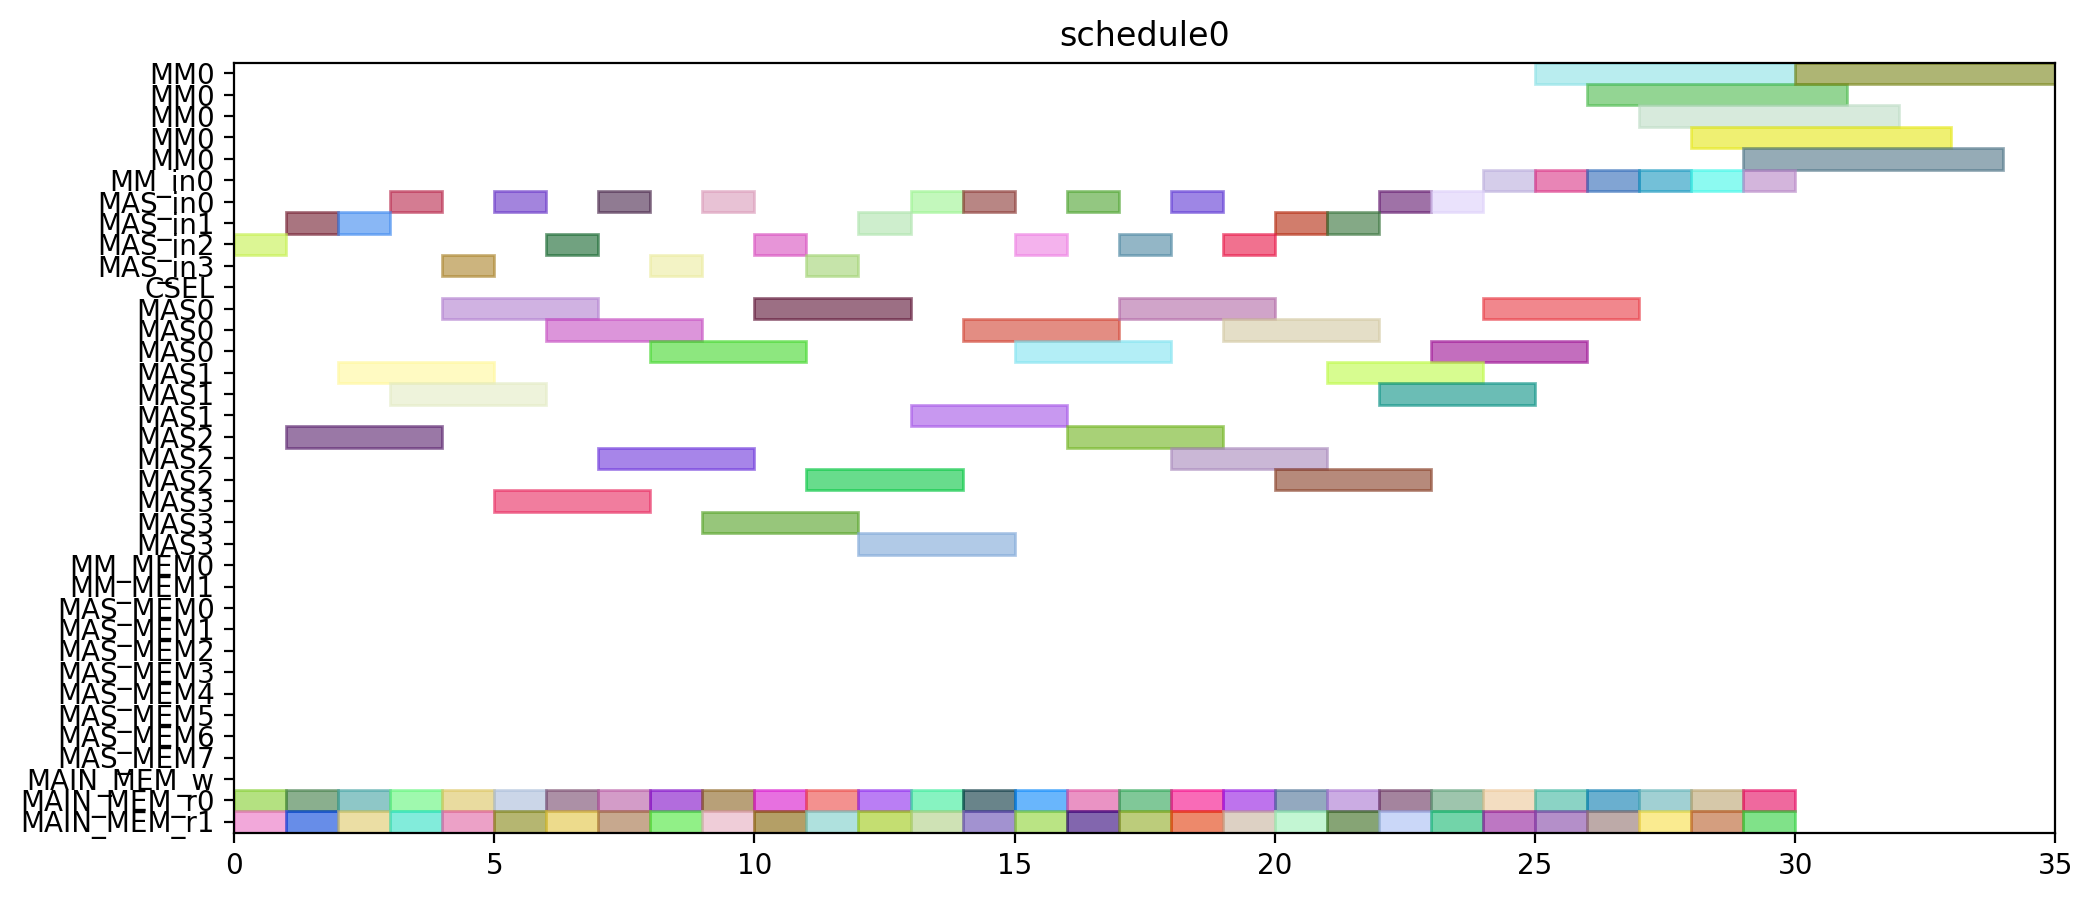 schedule0
MM0
MM0
MM0
MM0
MM0
MM_in0
MAS_in0
MAS_in1
MAS_in2
MAS_in3
CSEL
MAS0
MAS0
MAS0
MAS1
MAS1
MAS1
MAS2
MAS2
MAS2
MAS3
MAS3
MAS3
MM_MEM0
MM_MEM1
MAS_MEM0
MAS_MEM1
MAS_MEM2
MAS_MEM3
MAS_MEM4
MAS_MEM5
MAS_MEM6
MAS_MEM7
MAIN_MEM_w
MAIN_MEM_r0
MAIN_MEM_r1
0 5 10 15 20 25 30 35